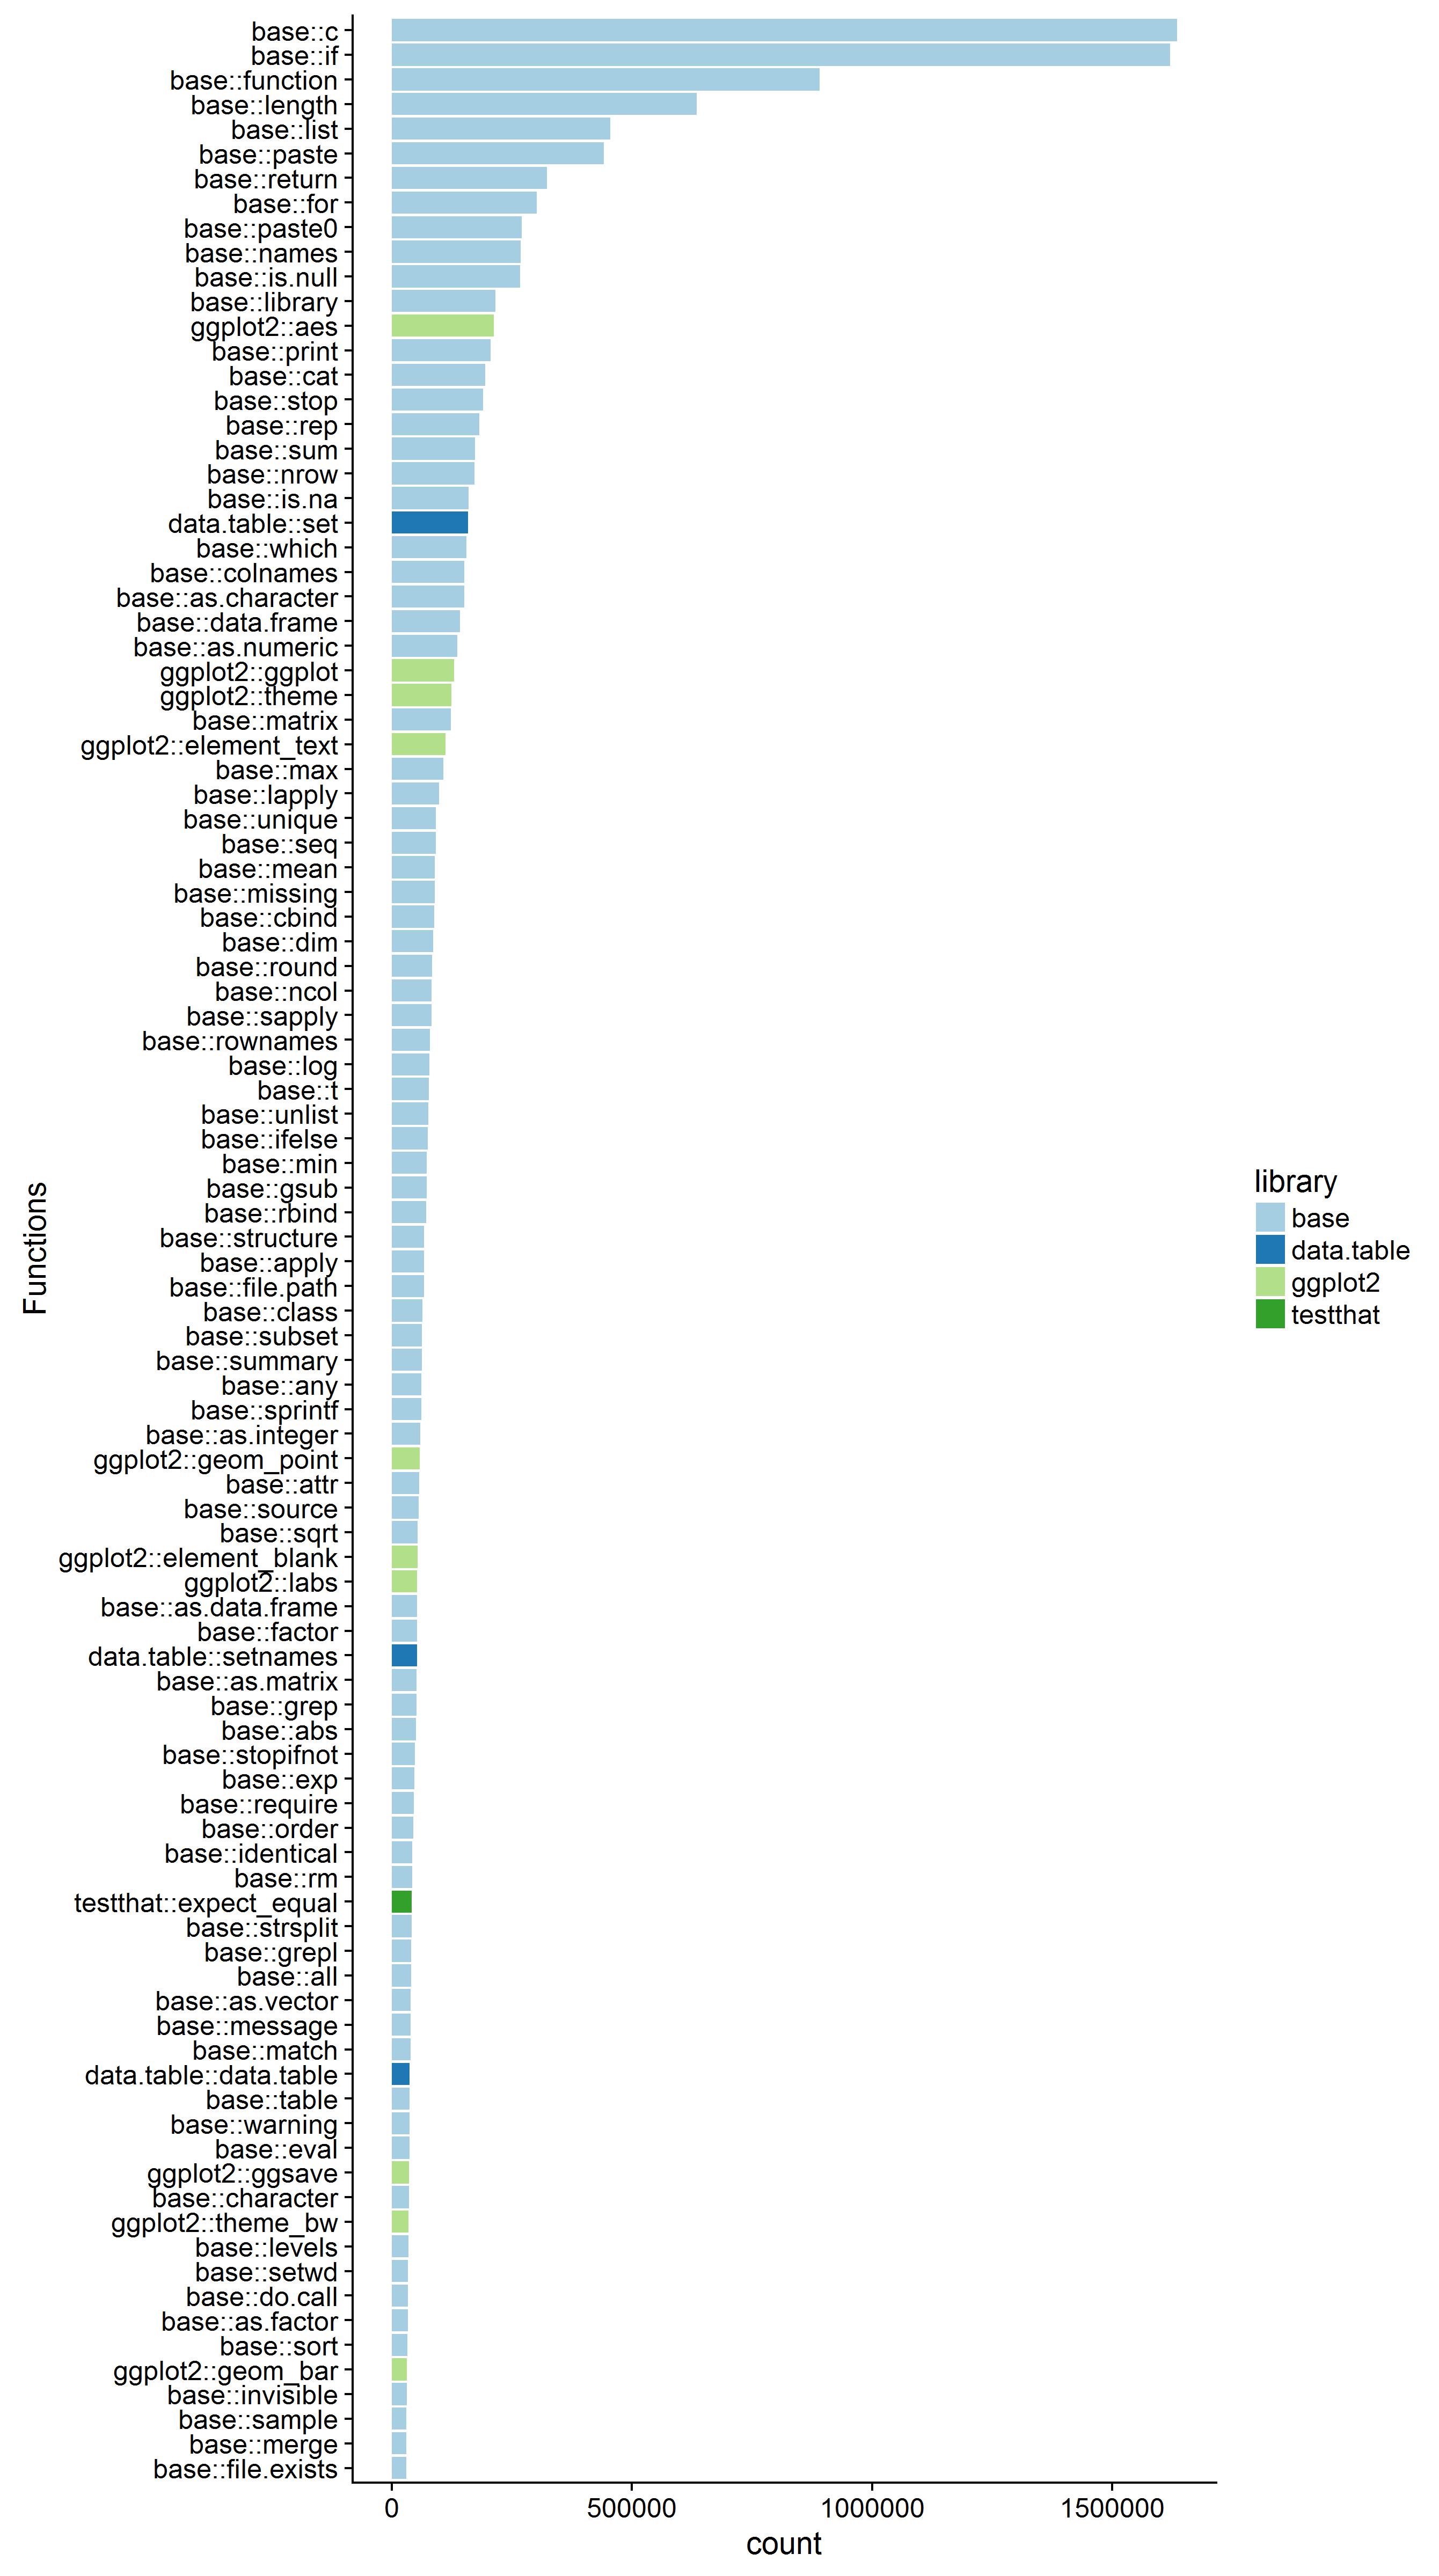 base::c
base::if
base::function
base::length
base::list
base::paste
base::return
base::for
base::paste0
base::names
base::is.null
base::library
ggplot2::aes
base::print
base::cat
base::stop
base::rep
base::sum
base::nrow
base::is.na
data.table::set
base::which
base::colnames
base::as.character
base::data.frame
base::as.numeric
ggplot2::ggplot
ggplot2::theme
base::matrix
ggplot2::element_text
base::max
base::lapply
base::unique
base::seq
base::mean
base::missing
base::cbind
base::dim
base::round
base::ncol
base::sapply
base::rownames
base::log
base::t
base::unlist
base::ifelse
base::min
base::gsub
base::rbind
base::structure
base::apply
base::file.path
base::class
base::subset
base::summary
base::any
base::sprintf
base::as.integer
ggplot2::geom_point
base::attr
base::source
base::sqrt
ggplot2::element_blank
ggplot2::labs
base::as.data.frame
base::factor
data.table::setnames
base::as.matrix
base::grep
base::abs
base::stopifnot
base::exp
base::require
base::order
base::identical
base::rm
testthat::expect_equal
base::strsplit
base::grepl
base::all
base::as.vector
base::message
base::match
data.table::data.table
base::table
base::warning
base::eval
ggplot2::ggsave
base::character
ggplot2::theme_bw
base::levels
base::setwd
base::do.call
base::as.factor
base::sort
ggplot2::geom_bar
base::invisible
base::sample
base::merge
base::file.exists
Functions
0 500000 1000000 1500000
count
library
base
data.table
ggplot2
testthat